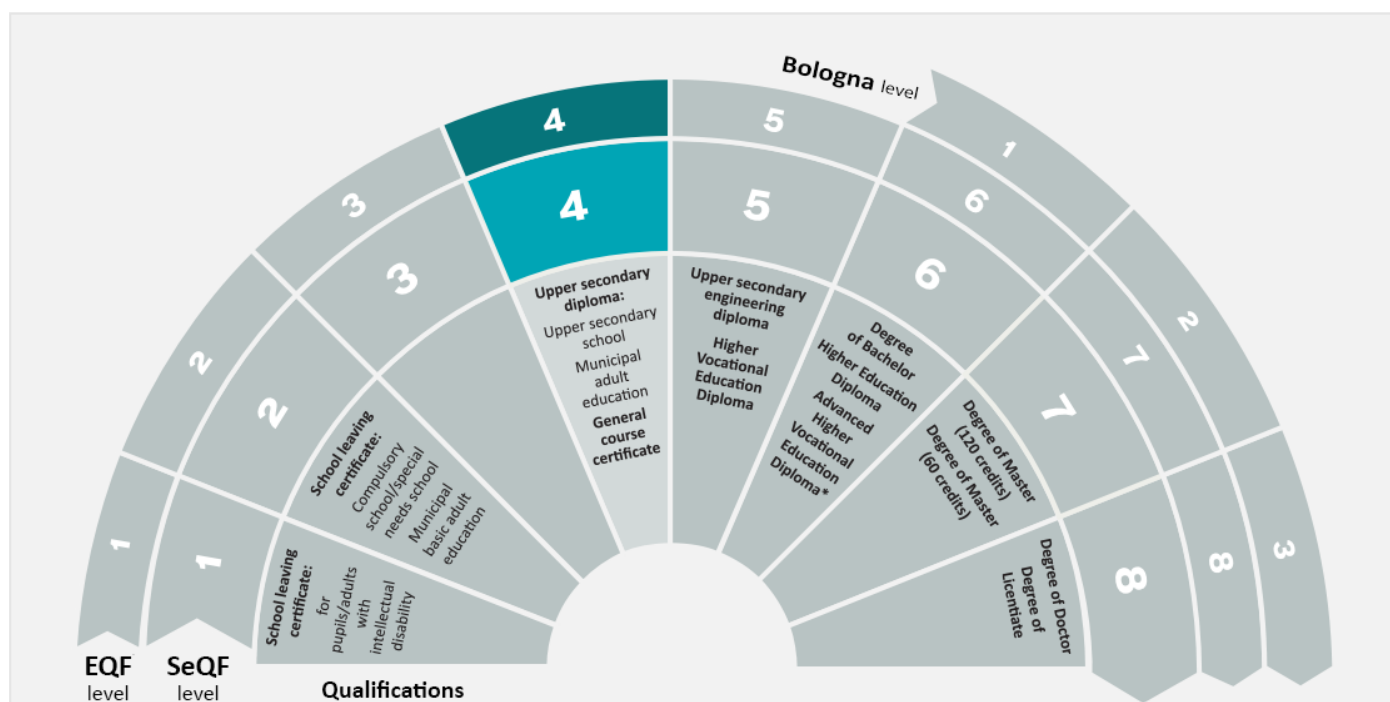 Bologna level
4
5
1
3
6
2
4
5
2
3
6
7
1
2
7
8
3
1
8
School leaving
certificate:
for
pupils/adults
with
intellectual
disability
School leaving
certificate:
Compulsory
school/special
needs school
Municipal
basic adult
education
Upper secondary
diploma:
Upper secondary
school
Municipal
adult
education
General
course
certificate
Upper secondary
engineering
diploma
Higher
Vocational
Education
Diploma
Degree
of Bachelor
Higher Education
Diploma
Advanced
Higher
Vocational
Education
Diploma*
Degree of Master
(120 credits)
Degree of Master
(60 credits)
Degree of Doctor
Degree of
Licentiate
EQF
level
SeQF
level
Qualifications